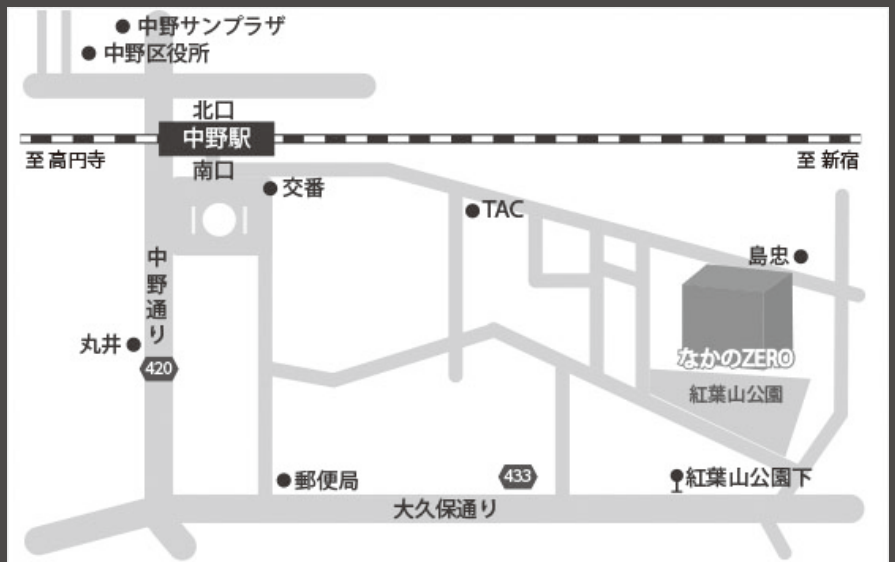 中野サンプラザ
中野区役所
北口
中野駅
南口
至 高円寺
至 新宿
交番
TAC
島忠
中野通り
丸井
420
なかのZERO
紅葉山公園
郵便局
433
紅葉山公園下
大久保通り